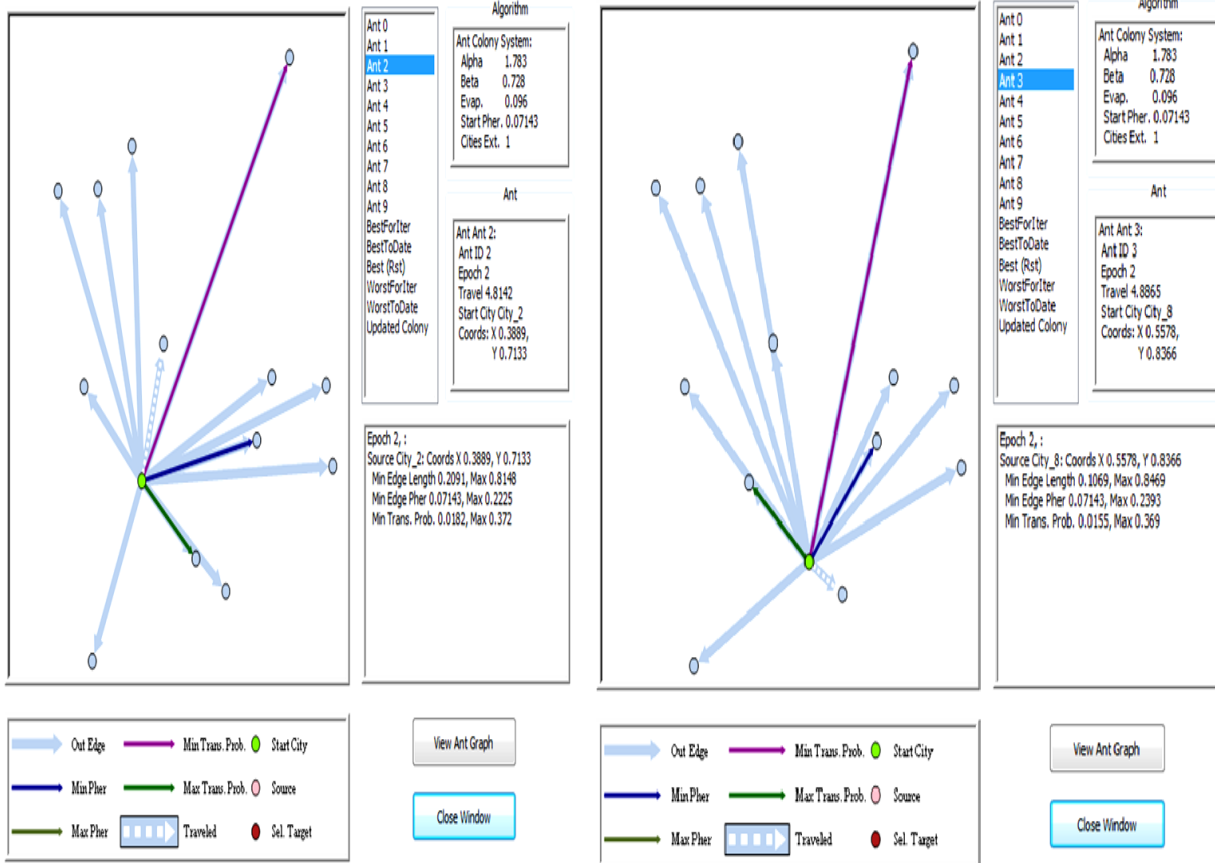 Algorithm
Ant 0
Ant 1
Ant 2
Ant 3
Ant 4
Ant 5
Ant 6
Ant 7
Ant 8
Ant 9
BestForIter
BestToDate
Best (Rst)
WorstForIter
WorstToDate
Updated Colony
Ant Colony System:
Alpha 1.783
Beta 0.728
Evap. 0.096
Start Pher. 0.07143
Cities Ext. 1
Ant
Ant Ant 2:
Ant ID 2
Epoch 2
Travel 4.8142
Start City City_2
Coords: X 0.3889,
Y 0.7133
Epoch 2, :
Source City_2: Coords X 0.3889, Y 0.7133
Min Edge Length 0.2091, Max 0.8148
Min Edge Pher 0.07143, Max 0.2225
Min Trans. Prob. 0.0182, Max 0.372
Out Edge
Min Trans. Prob.
Start City
Min Pher
Max Trans. Prob.
Source
Max Pher
Traveled
Sel. Target
View Ant Graph
Close Window
Algorithm
Ant 0
Ant 1
Ant 2
Ant 3
Ant 4
Ant 5
Ant 6
Ant 7
Ant 8
Ant 9
BestForIter
BestToDate
Best (Rst)
WorstForIter
WorstToDate
Updated Colony
Ant Colony System:
Alpha 1.783
Beta 0.728
Evap. 0.096
Start Pher. 0.07143
Cities Ext. 1
Ant
Ant Ant 3:
Ant ID 3
Epoch 2
Travel 4.8865
Start City City_8
Coords: X 0.5578,
Y 0.8366
Epoch 2, :
Source City_8: Coords X 0.5578, Y 0.8366
Min Edge Length 0.1069, Max 0.8469
Min Edge Pher 0.07143, Max 0.2393
Min Trans. Prob. 0.0155, Max 0.369
Out Edge
Min Trans. Prob.
Start City
Min Pher
Max Trans. Prob.
Source
Max Pher
Traveled
Sel. Target
View Ant Graph
Close Window